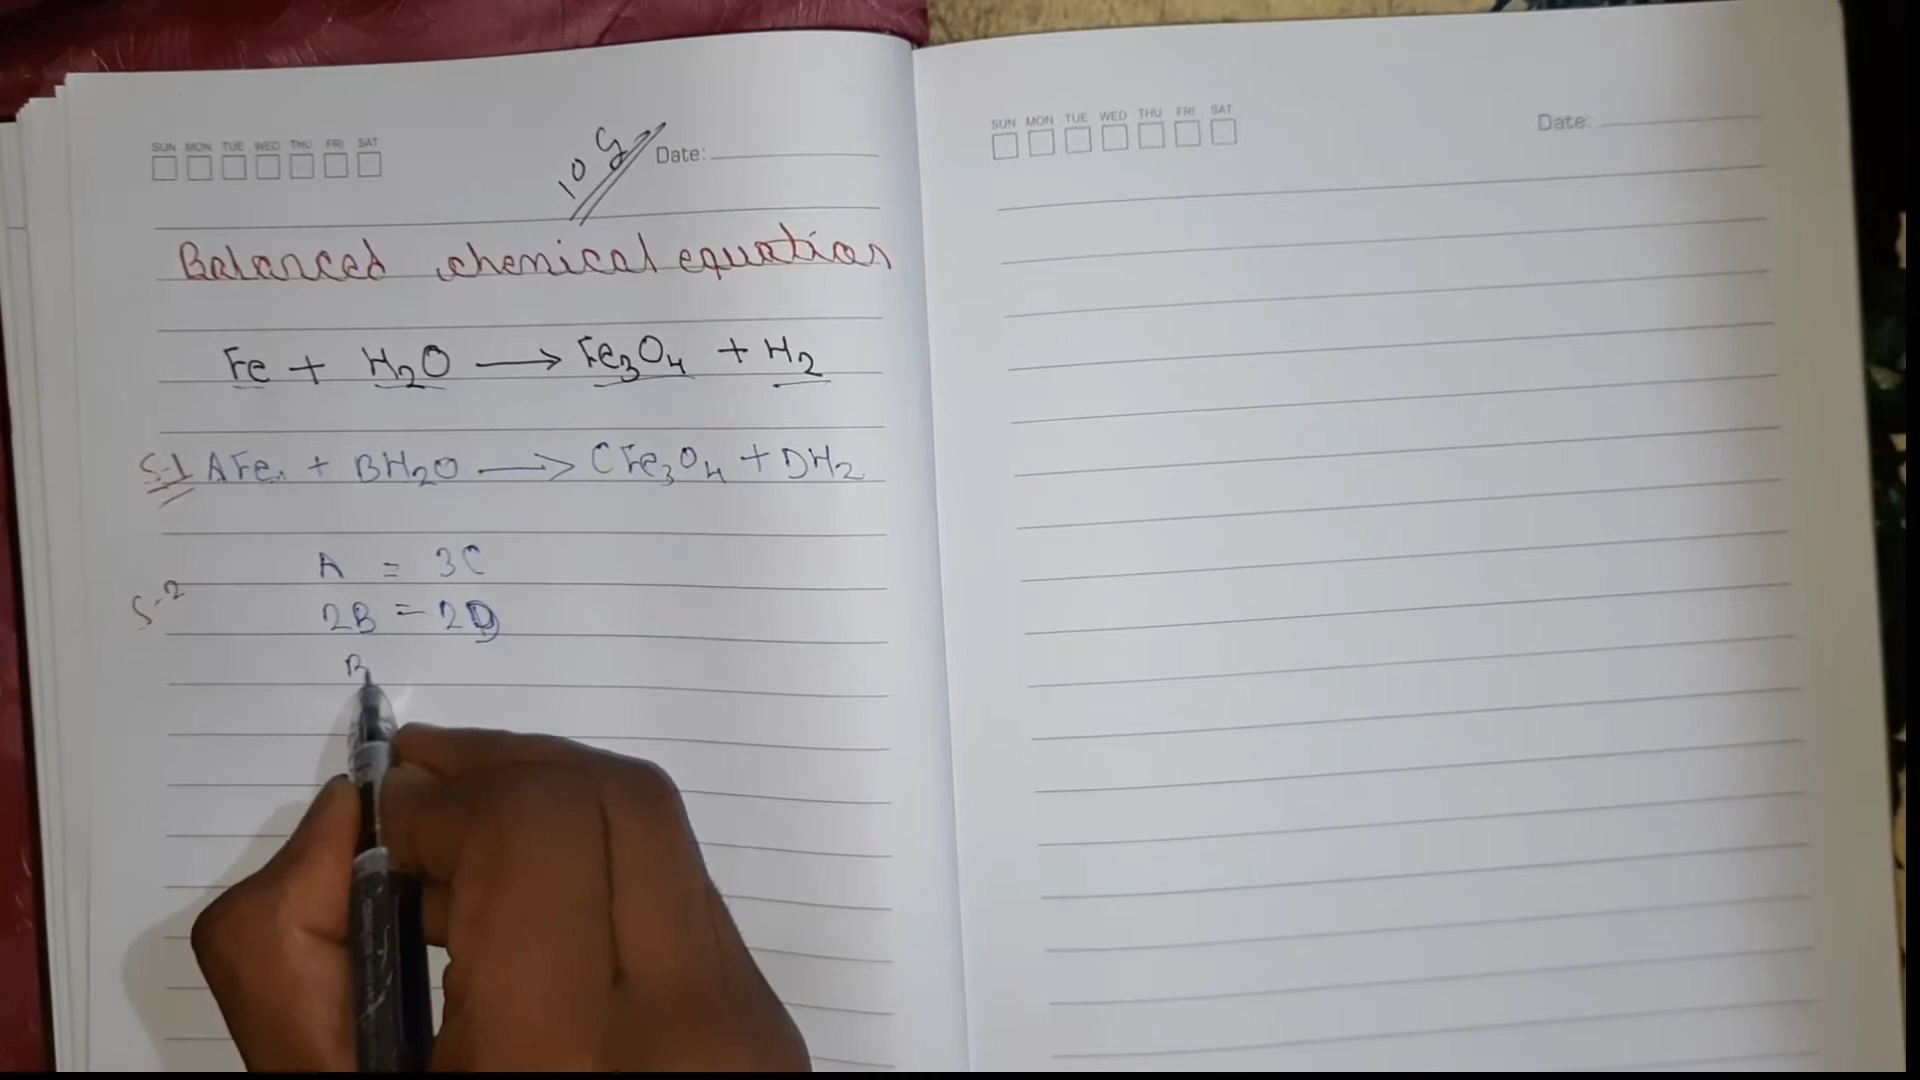 SUN MON TUE WED THU FRI SAT
10 G
Date:
Balanced chemical equation
Fe + H₂O ⟶ Fe₃O₄ + H₂
S-1 AFe + BH₂O ⟶ CFe₃O₄ + DH₂
A = 3C
S-2
2B = 2D
B
SUN MON TUE WED THU FRI SAT
Date: